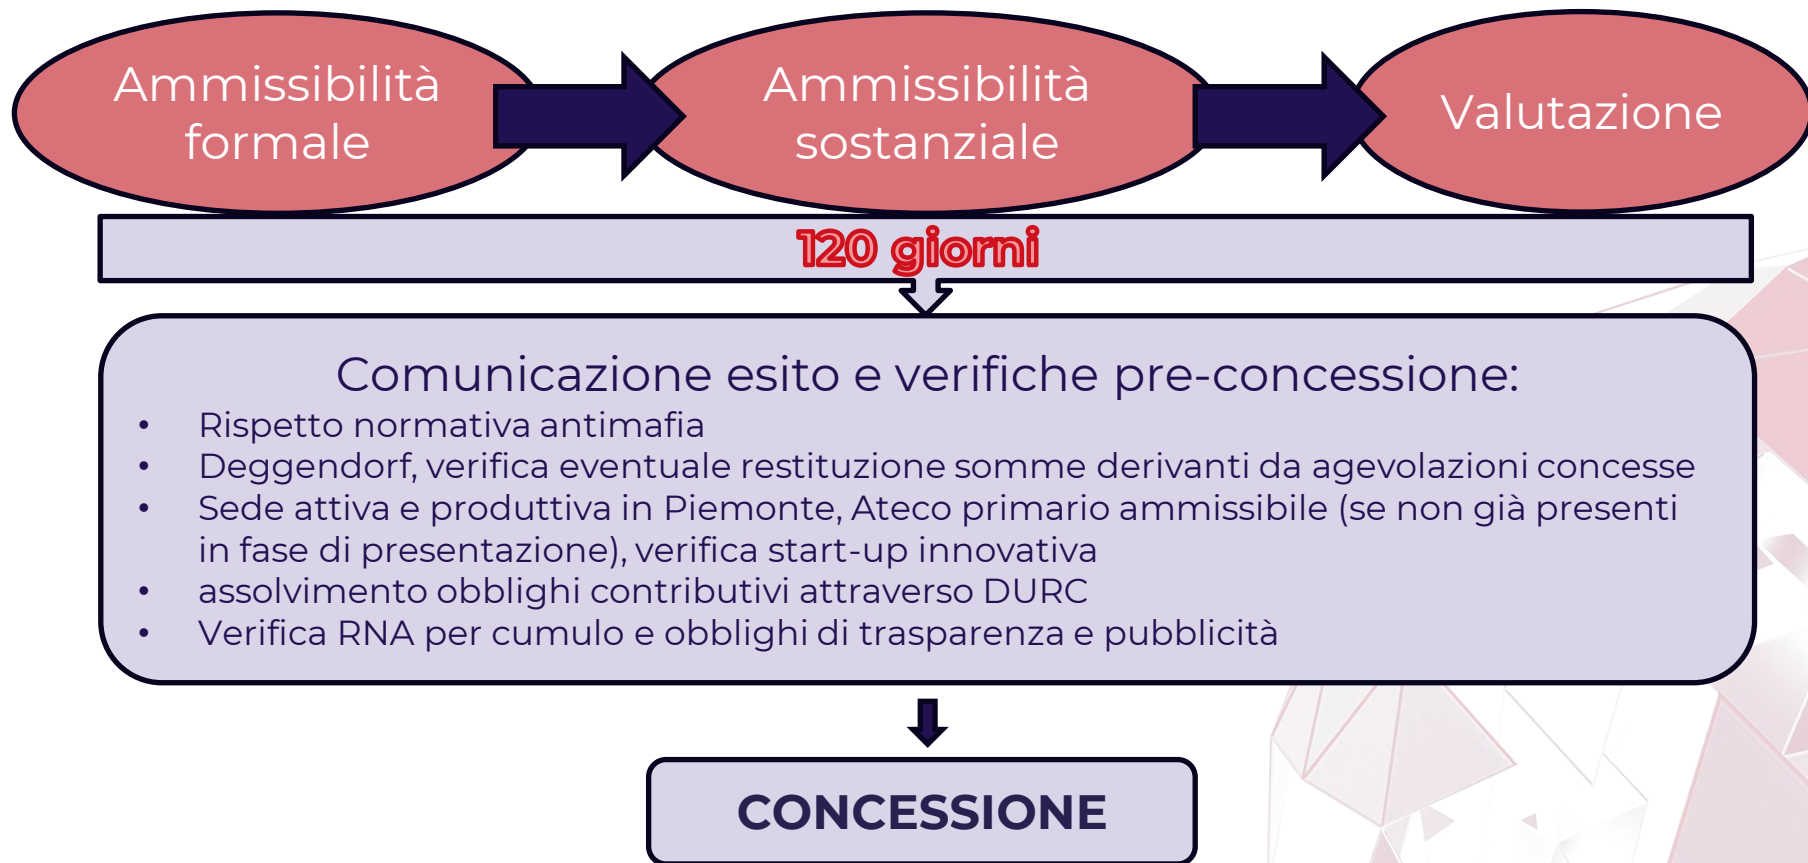 Ammissibilità
formale
Ammissibilità
sostanziale
Valutazione
120 giorni
Comunicazione esito e verifiche pre-concessione:
• Rispetto normativa antimafia
• Deggendorf, verifica eventuale restituzione somme derivanti da agevolazioni concesse
• Sede attiva e produttiva in Piemonte, Ateco primario ammissibile (se non già presenti
in fase di presentazione), verifica start-up innovativa
• assolvimento obblighi contributivi attraverso DURC
• Verifica RNA per cumulo e obblighi di trasparenza e pubblicità
CONCESSIONE